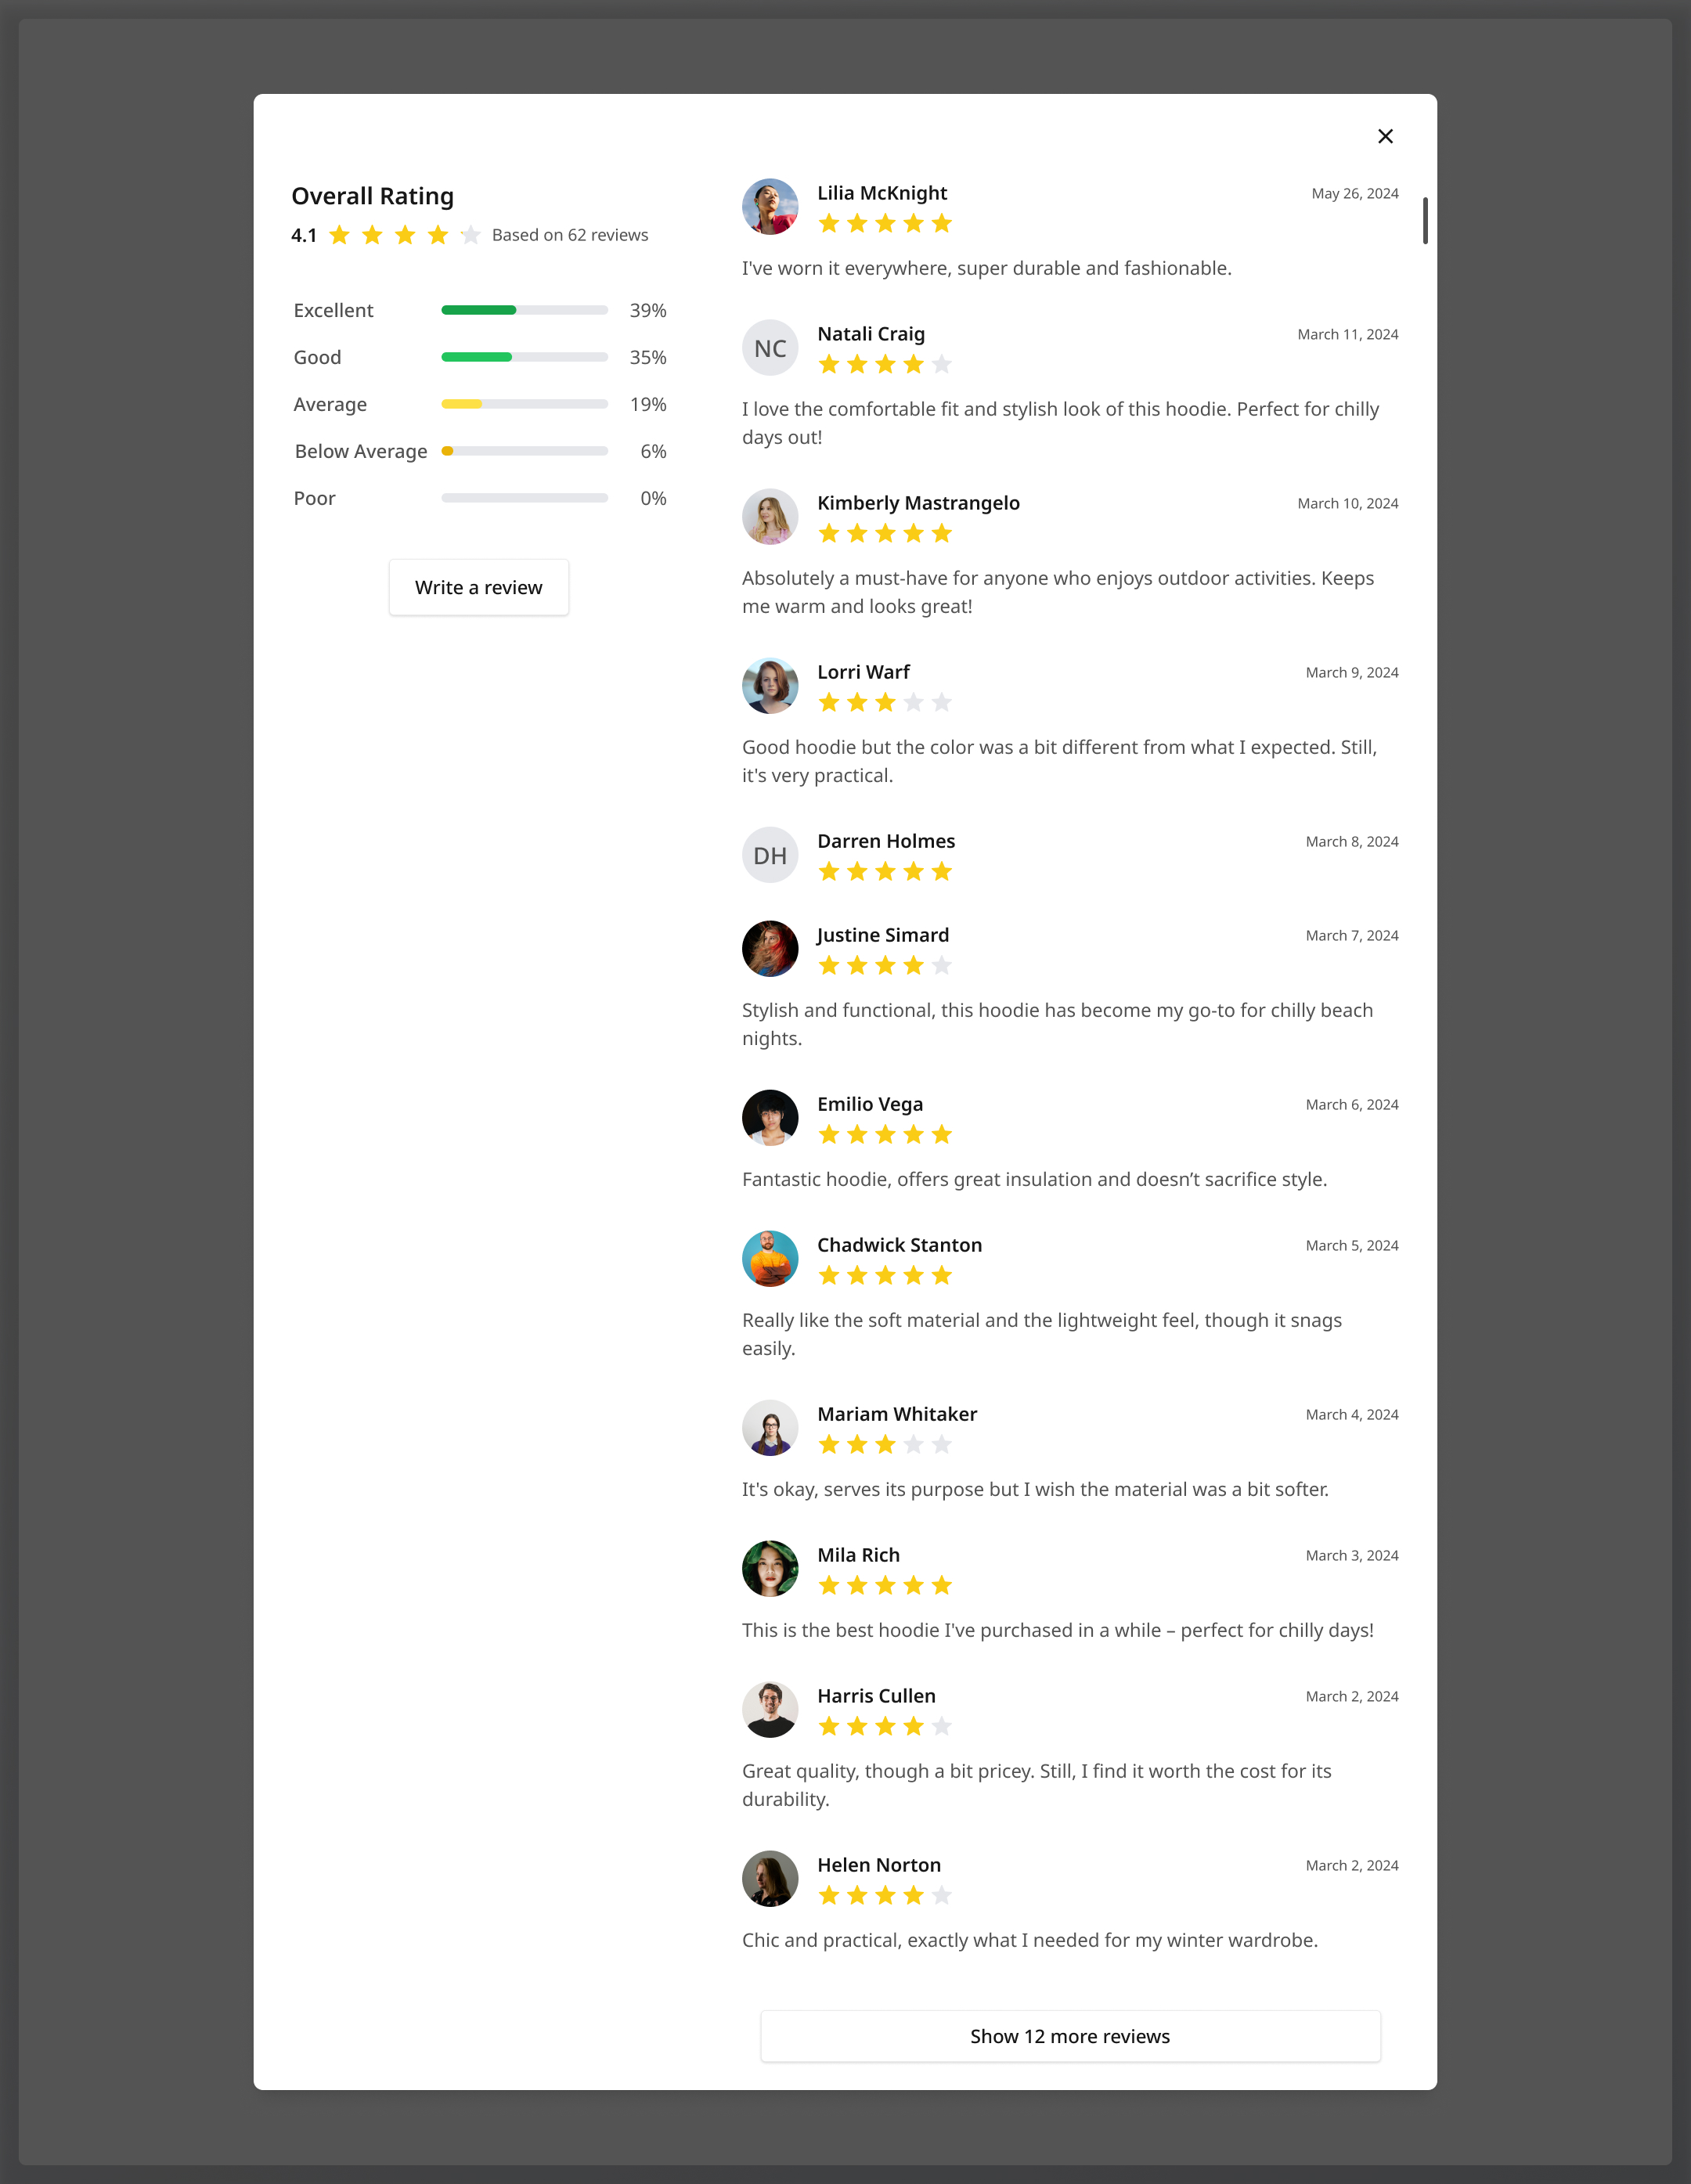 Overall Rating
4.1 Based on 62 reviews
Excellent 39%
Good 35%
Average 19%
Below Average 6%
Poor 0%
Write a review
Lilia McKnight May 26, 2024
I've worn it everywhere, super durable and fashionable.
NC Natali Craig March 11, 2024
I love the comfortable fit and stylish look of this hoodie. Perfect for chilly
days out!
Kimberly Mastrangelo March 10, 2024
Absolutely a must-have for anyone who enjoys outdoor activities. Keeps
me warm and looks great!
Lorri Warf March 9, 2024
Good hoodie but the color was a bit different from what I expected. Still,
it's very practical.
DH Darren Holmes March 8, 2024
Justine Simard March 7, 2024
Stylish and functional, this hoodie has become my go-to for chilly beach
nights.
Emilio Vega March 6, 2024
Fantastic hoodie, offers great insulation and doesn’t sacrifice style.
Chadwick Stanton March 5, 2024
Really like the soft material and the lightweight feel, though it snags
easily.
Mariam Whitaker March 4, 2024
It's okay, serves its purpose but I wish the material was a bit softer.
Mila Rich March 3, 2024
This is the best hoodie I've purchased in a while – perfect for chilly days!
Harris Cullen March 2, 2024
Great quality, though a bit pricey. Still, I find it worth the cost for its
durability.
Helen Norton March 2, 2024
Chic and practical, exactly what I needed for my winter wardrobe.
Show 12 more reviews